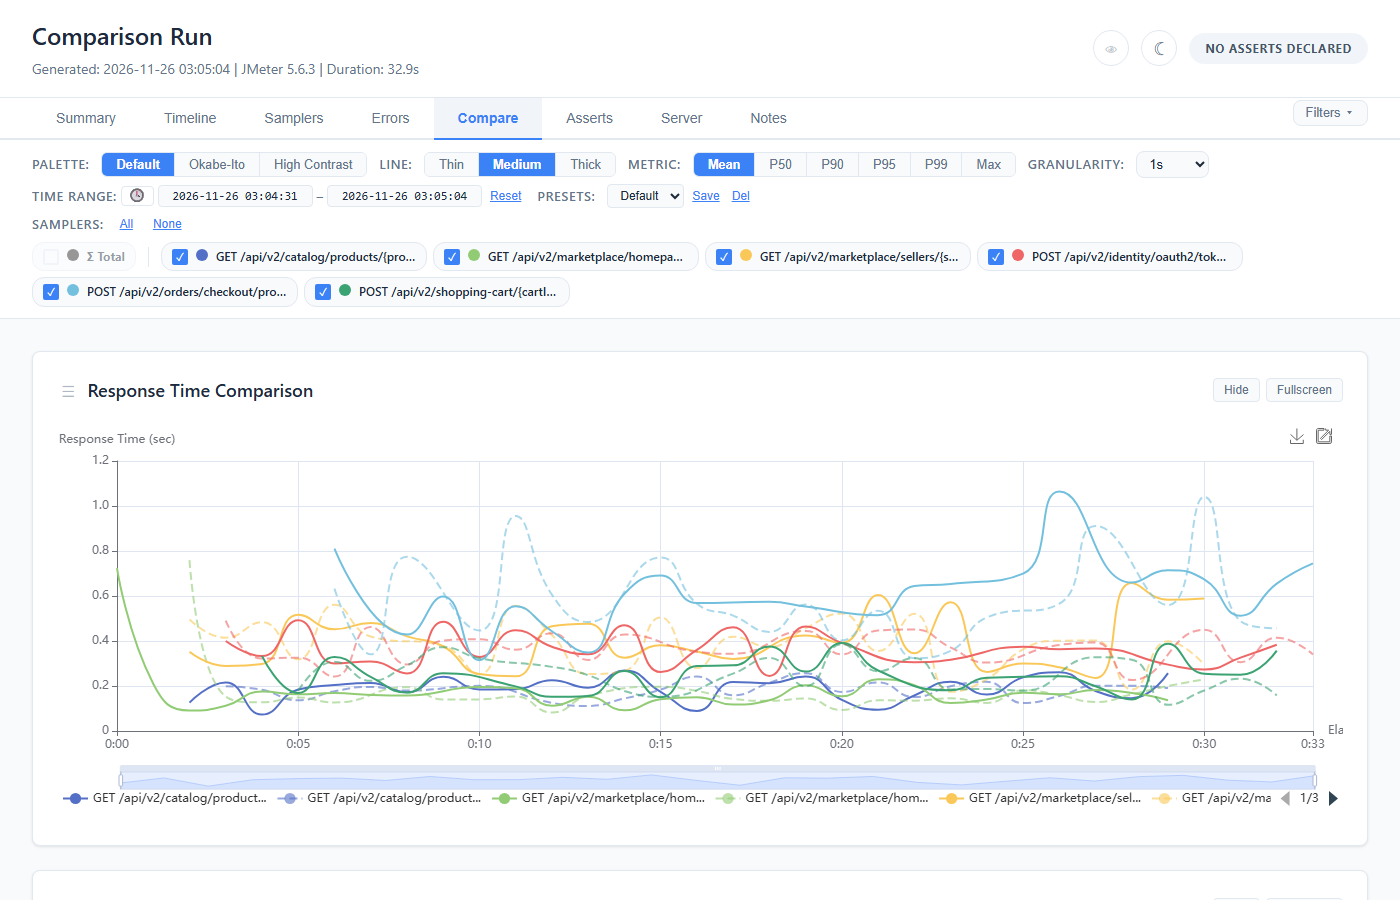 Comparison Run
Generated: 2026-11-26 03:05:04 | JMeter 5.6.3 | Duration: 32.9s
NO ASSERTS DECLARED
Summary Timeline Samplers Errors Compare Asserts Server Notes Filters
PALETTE: Default Okabe-Ito High Contrast LINE: Thin Medium Thick METRIC: Mean P50 P90 P95 P99 Max GRANULARITY: 1s
TIME RANGE: 2026-11-26 03:04:31 – 2026-11-26 03:05:04 Reset PRESETS: Default Save Del
SAMPLERS: All None
Σ Total GET /api/v2/catalog/products/{pro... GET /api/v2/marketplace/homepa... GET /api/v2/marketplace/sellers/{s... POST /api/v2/identity/oauth2/tok...
POST /api/v2/orders/checkout/pro... POST /api/v2/shopping-cart/{cartI...
Response Time Comparison Hide Fullscreen
Response Time (sec)
1.2
1.0
0.8
0.6
0.4
0.2
0
0:00 0:05 0:10 0:15 0:20 0:25 0:30 0:33
Ela
GET /api/v2/catalog/product... GET /api/v2/catalog/product... GET /api/v2/marketplace/hom... GET /api/v2/marketplace/hom... GET /api/v2/marketplace/sel... GET /api/v2/ma 1/3